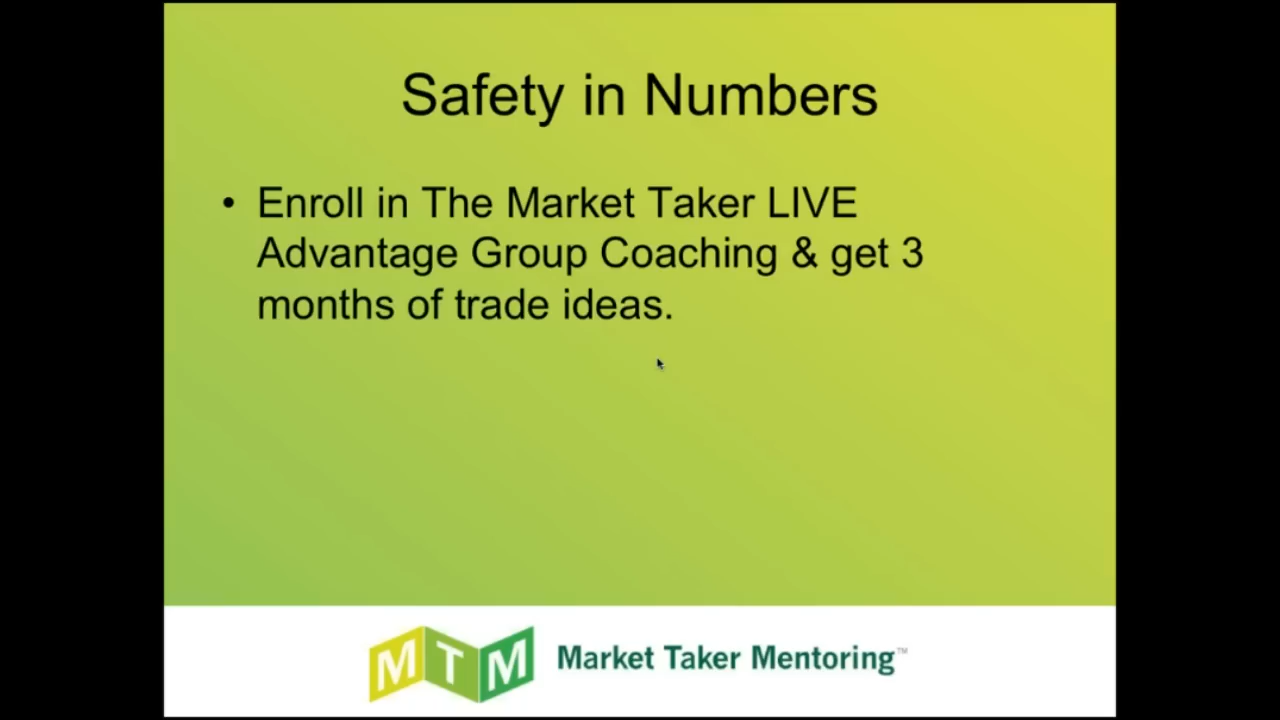 Safety in Numbers
• Enroll in The Market Taker LIVE
Advantage Group Coaching & get 3
months of trade ideas.
MTM Market Taker Mentoring™